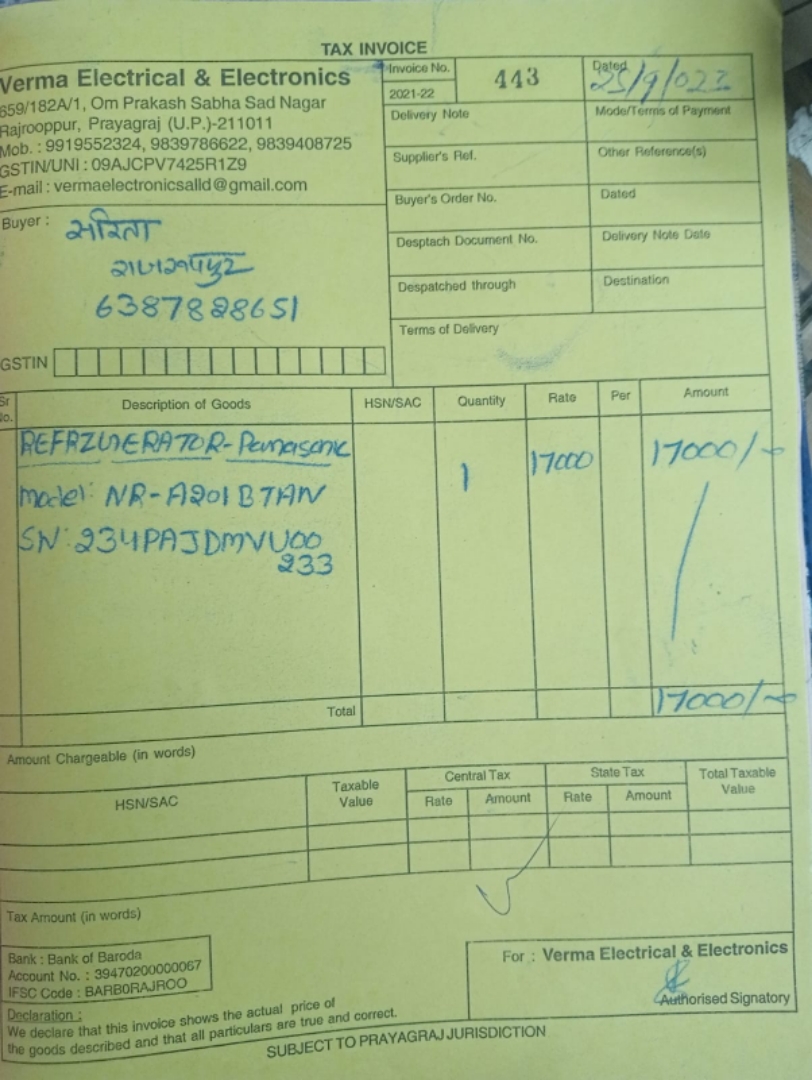 TAX INVOICE
Verma Electrical & Electronics
659/182A/1, Om Prakash Sabha Sad Nagar
Rajrooppur, Prayagraj (U.P.)-211011
Mob. : 9919552324, 9839786622, 9839408725
GSTIN/UNI : 09AJCPV7425R1Z9
E-mail : vermaelectronicsalld@gmail.com
Invoice No. 443
2021-22
Dated 25/9/022
Delivery Note
Mode/Terms of Payment
Supplier's Ref.
Other Reference(s)
Buyer's Order No.
Dated
Desptach Document No.
Delivery Note Date
Despatched through
Destination
Terms of Delivery
Buyer : सरिता
6387828651
GSTIN
Sr No. Description of Goods HSN/SAC Quantity Rate Per Amount
REFRZGERATOR-Panasonic 1 17000 17000/-
Model: NR-A201BTAN
SN: 234PAJDMVU00
233
Total 17000/-
Amount Chargeable (in words)
HSN/SAC Taxable Value Central Tax State Tax Total Taxable Value
Rate Amount Rate Amount
Tax Amount (in words)
Bank : Bank of Baroda
Account No. : 39470200000067
IFSC Code : BARB0RAJROO
For : Verma Electrical & Electronics
Authorised Signatory
Declaration :
We declare that this invoice shows the actual price of
the goods described and that all particulars are true and correct.
SUBJECT TO PRAYAGRAJ JURISDICTION